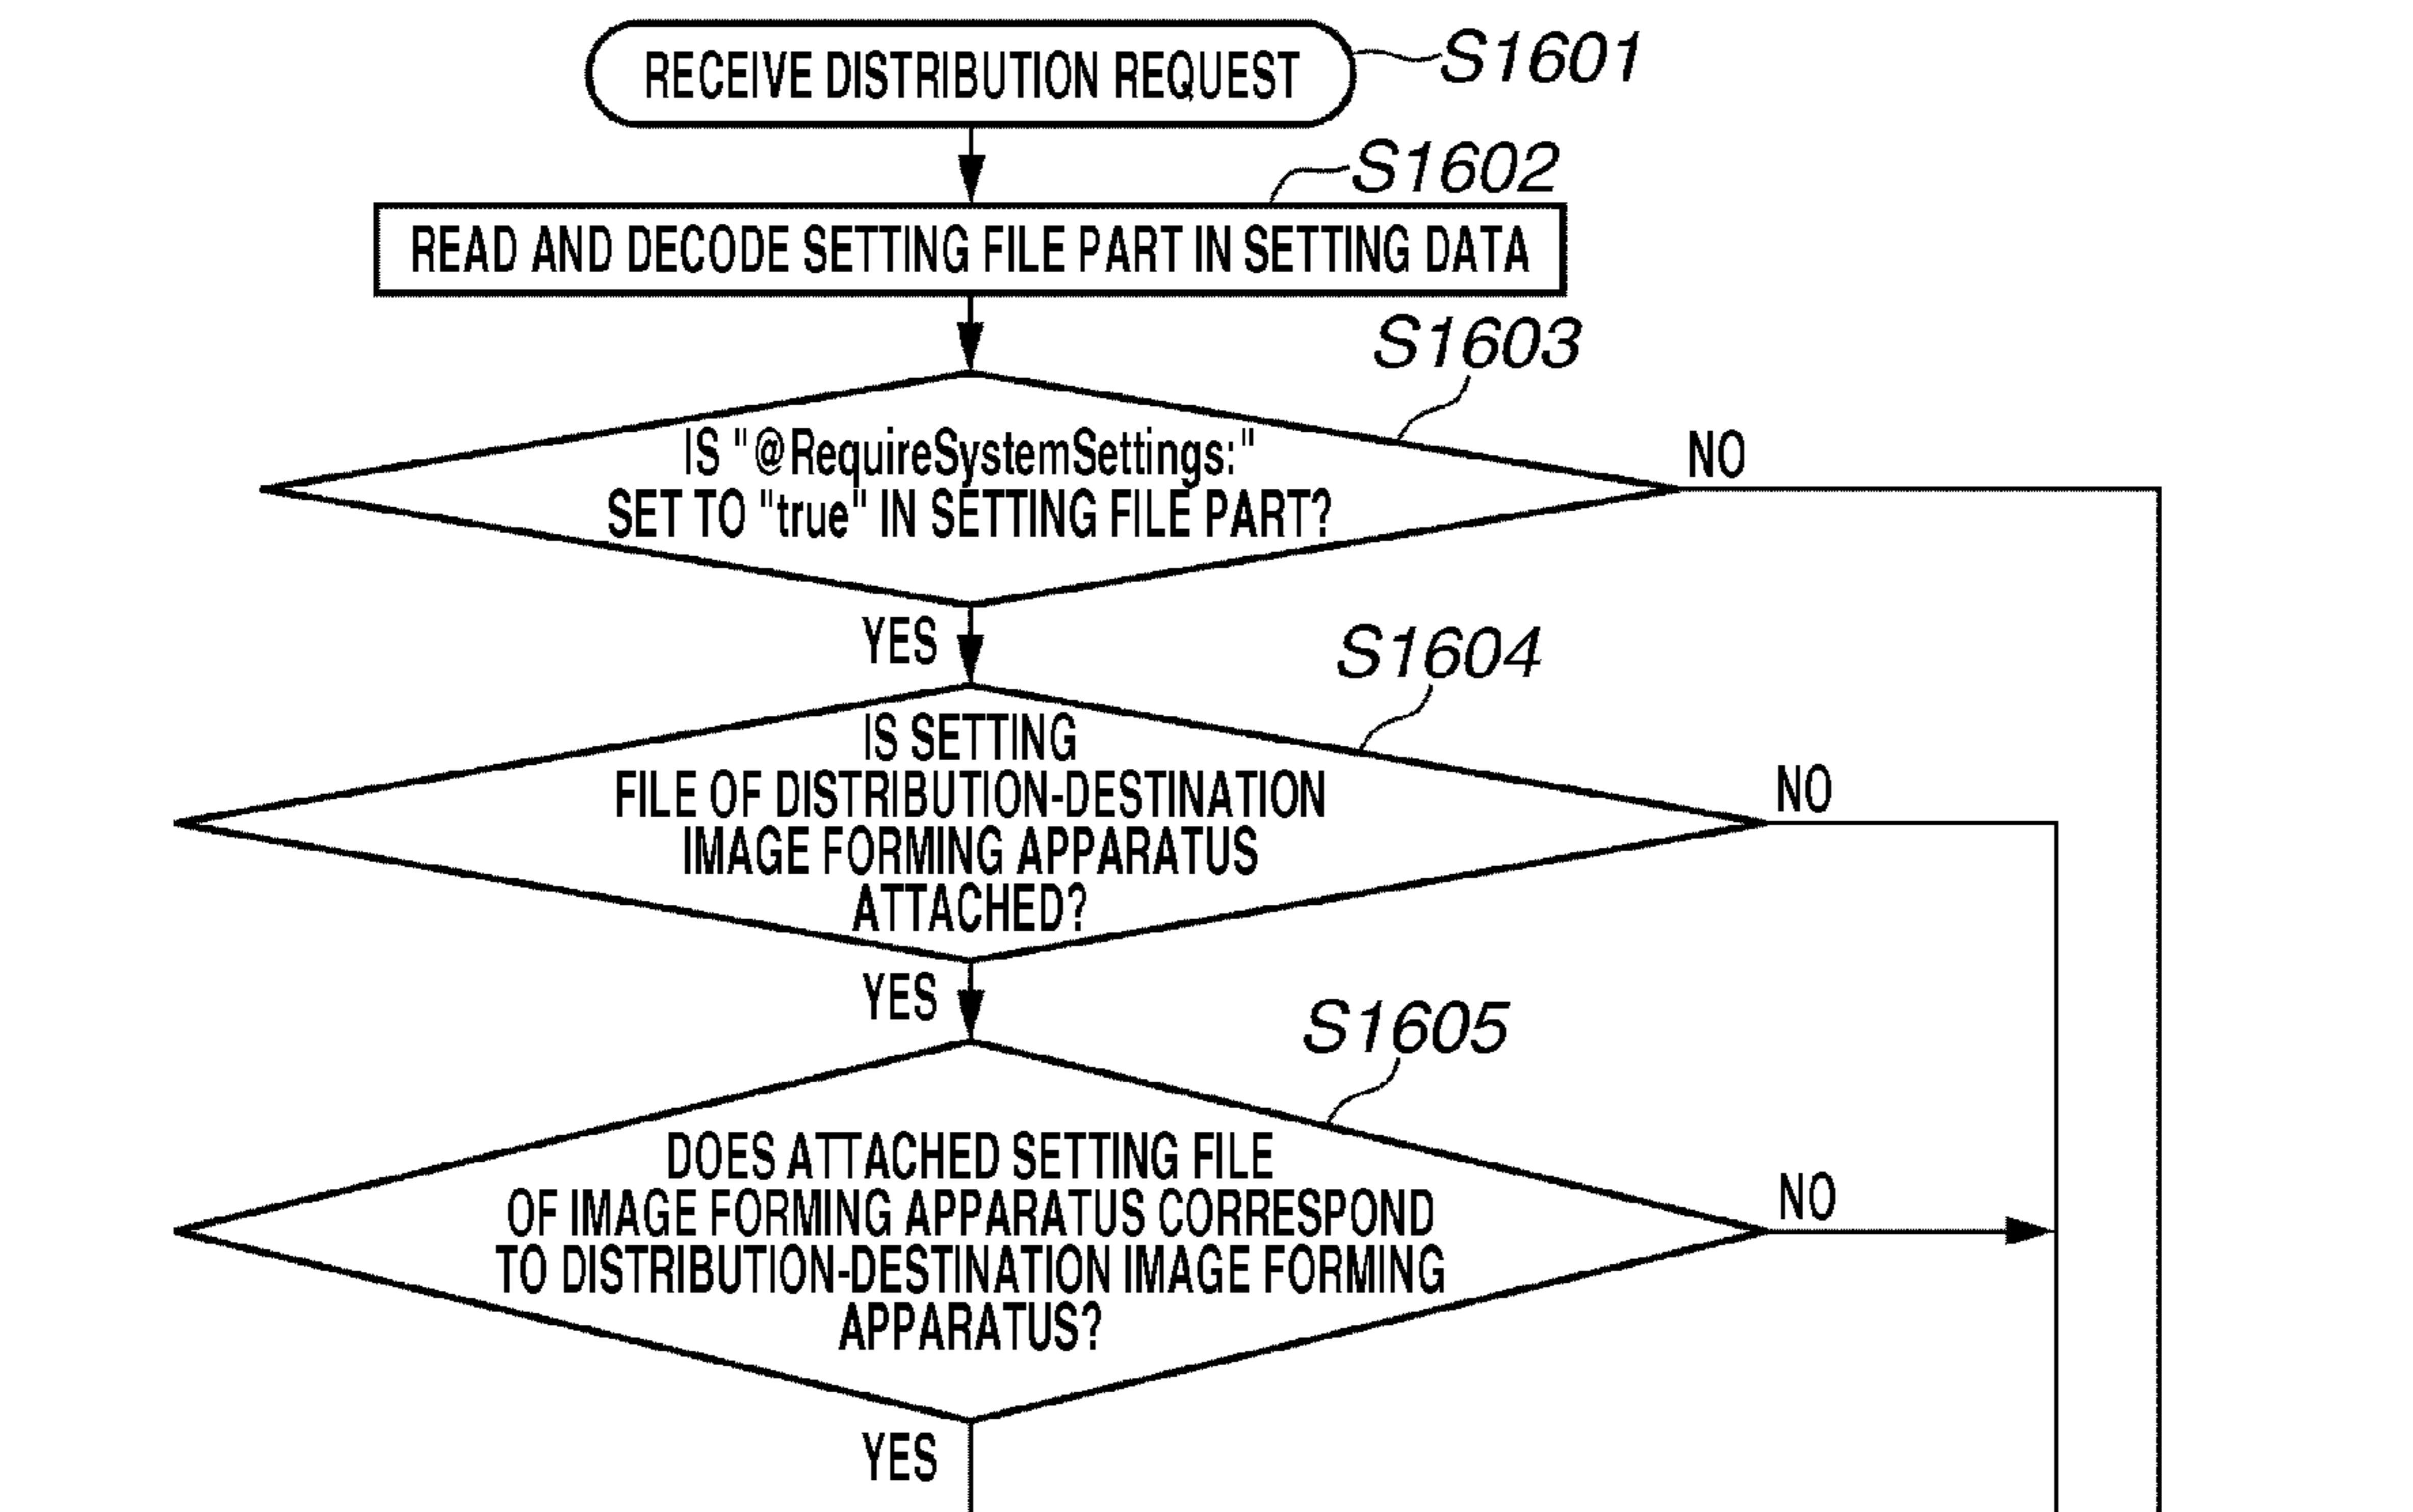 RECEIVE DISTRIBUTION REQUEST
S1601
S1602
READ AND DECODE SETTING FILE PART IN SETTING DATA
S1603
IS "@RequireSystemSettings:"
SET TO "true" IN SETTING FILE PART?
NO
YES
S1604
IS SETTING
FILE OF DISTRIBUTION-DESTINATION
IMAGE FORMING APPARATUS
ATTACHED?
NO
YES
S1605
DOES ATTACHED SETTING FILE
OF IMAGE FORMING APPARATUS CORRESPOND
TO DISTRIBUTION-DESTINATION IMAGE FORMING
APPARATUS?
NO
YES